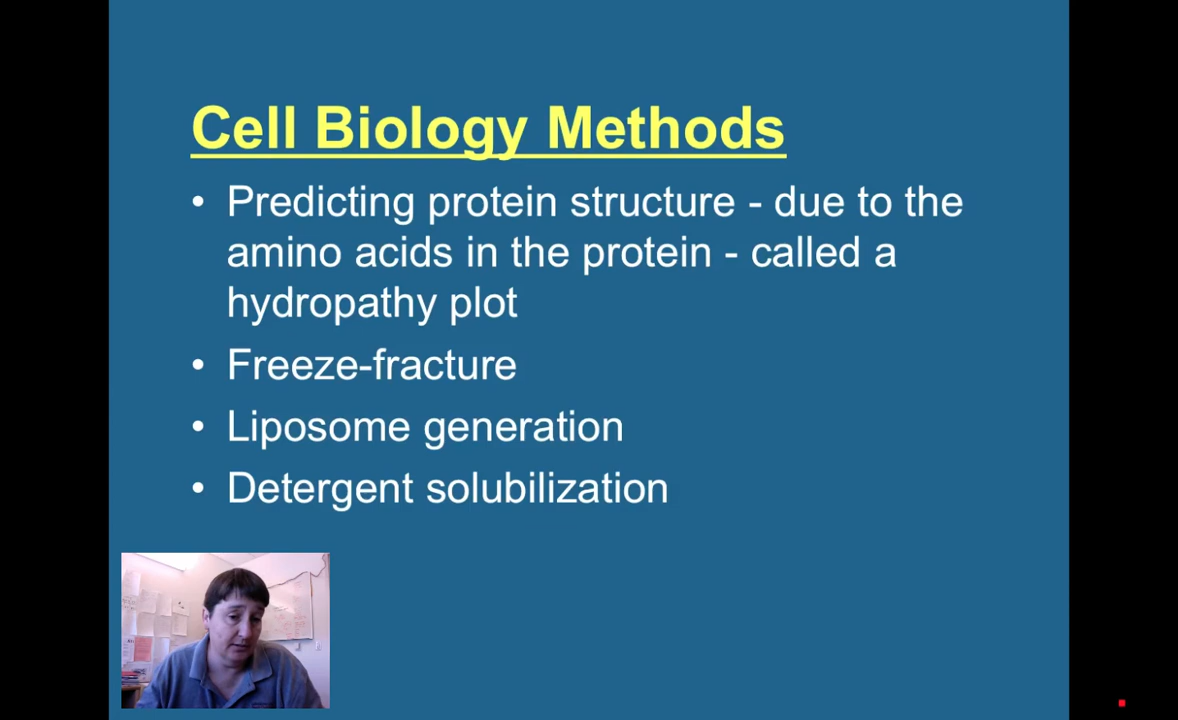 Cell Biology Methods
• Predicting protein structure - due to the
amino acids in the protein - called a
hydropathy plot
• Freeze-fracture
• Liposome generation
• Detergent solubilization